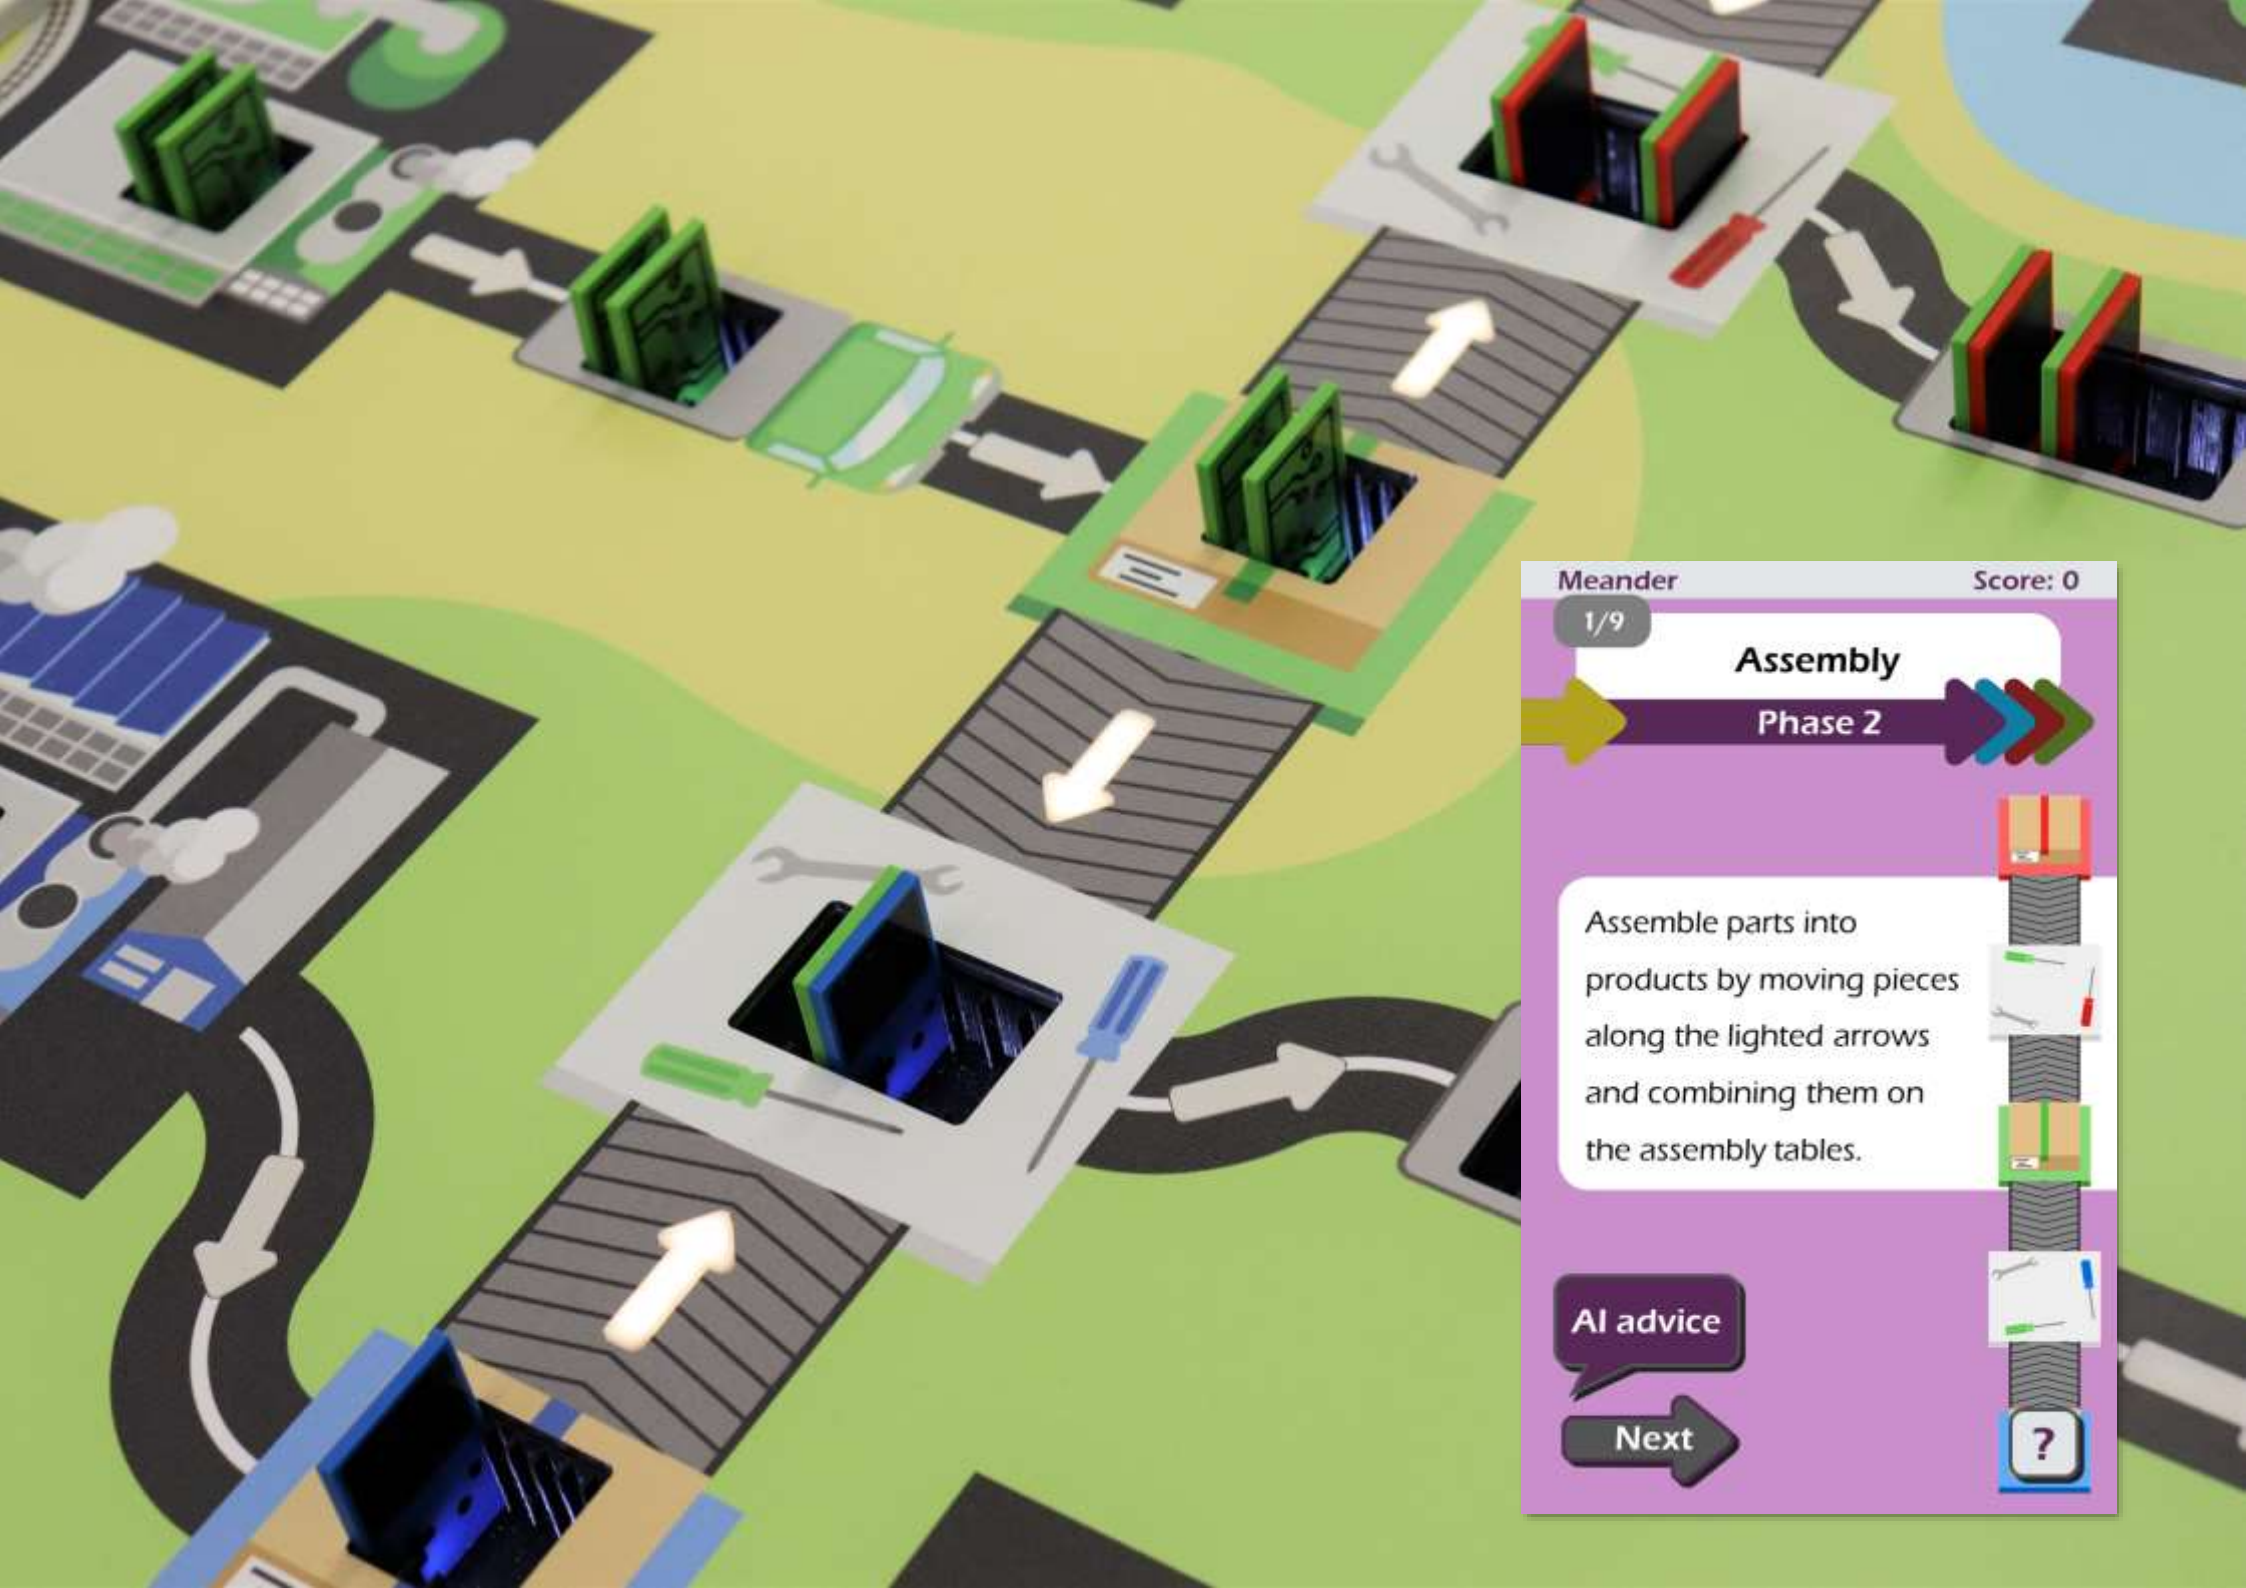 Meander
Score: 0
1/9
Assembly
Phase 2
Assemble parts into
products by moving pieces
along the lighted arrows
and combining them on
the assembly tables.
AI advice
Next
?